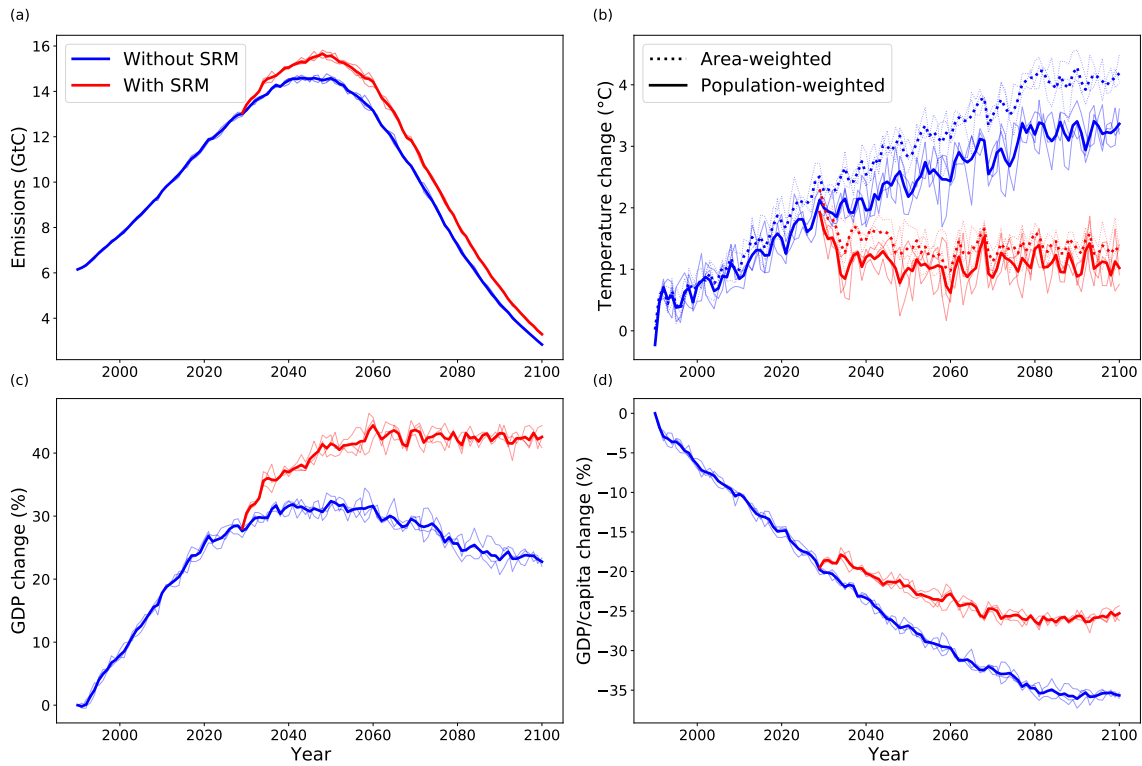 (a)
Emissions (GtC)
16
14
12
10
8
6
4
Without SRM
With SRM
2000 2020 2040 2060 2080 2100
(b)
Temperature change (°C)
4
3
2
1
0
Area-weighted
Population-weighted
2000 2020 2040 2060 2080 2100
(c)
GDP change (%)
40
30
20
10
0
2000 2020 2040 2060 2080 2100
Year
(d)
GDP/capita change (%)
0
−5
−10
−15
−20
−25
−30
−35
2000 2020 2040 2060 2080 2100
Year